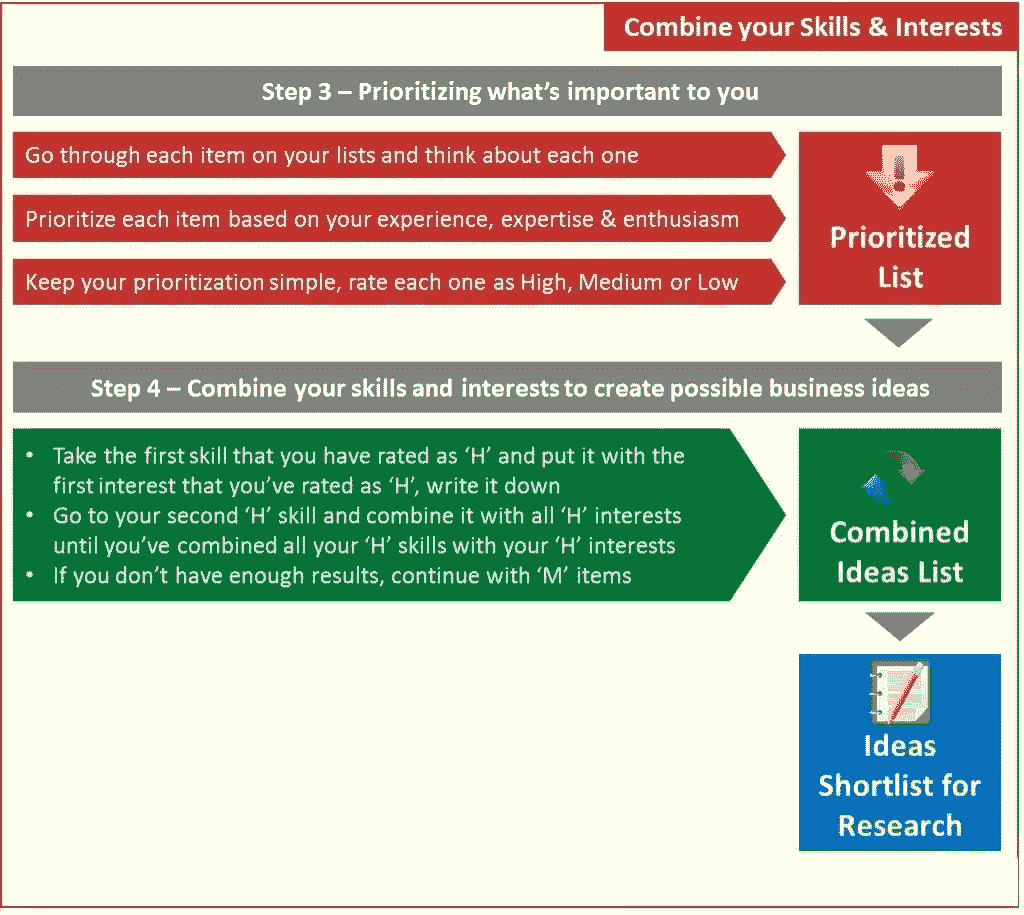 Combine your Skills & Interests
Step 3 – Prioritizing what's important to you
Go through each item on your lists and think about each one
Prioritize each item based on your experience, expertise & enthusiasm
Keep your prioritization simple, rate each one as High, Medium or Low
Prioritized
List
Step 4 – Combine your skills and interests to create possible business ideas
• Take the first skill that you have rated as ‘H’ and put it with the
first interest that you’ve rated as ‘H’, write it down
• Go to your second ‘H’ skill and combine it with all ‘H’ interests
until you’ve combined all your ‘H’ skills with your ‘H’ interests
• If you don’t have enough results, continue with ‘M’ items
Combined
Ideas List
Ideas
Shortlist for
Research